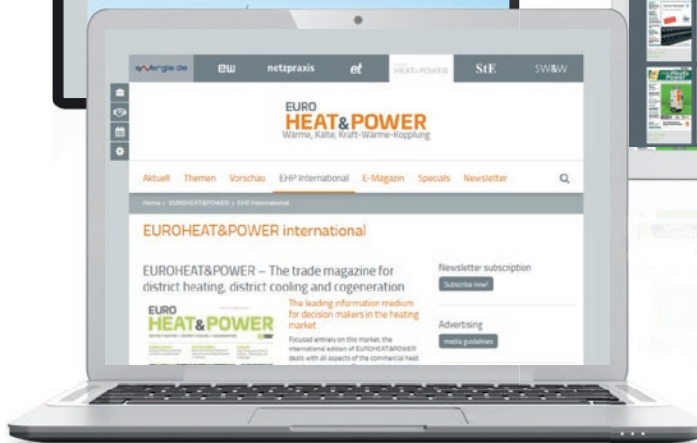 energie.de ew netzpraxis et HEAT&POWER StE SW&W
EURO
HEAT&POWER
Wärme, Kälte, Kraft-Wärme-Kopplung
Aktuell Themen Vorschau EHP International E-Magazin Specials Newsletter
Home › EUROHEAT&POWER › EHP International
EUROHEAT&POWER international
EUROHEAT&POWER – The trade magazine for
district heating, district cooling and cogeneration
EURO
HEAT&POWER
The leading information medium
for decision makers in the heating
market
Focused entirely on this market, the
international edition of EUROHEAT&POWER
deals with all aspects of the commercial heat
Newsletter subscription
Subscribe now!
Advertising
media guidelines